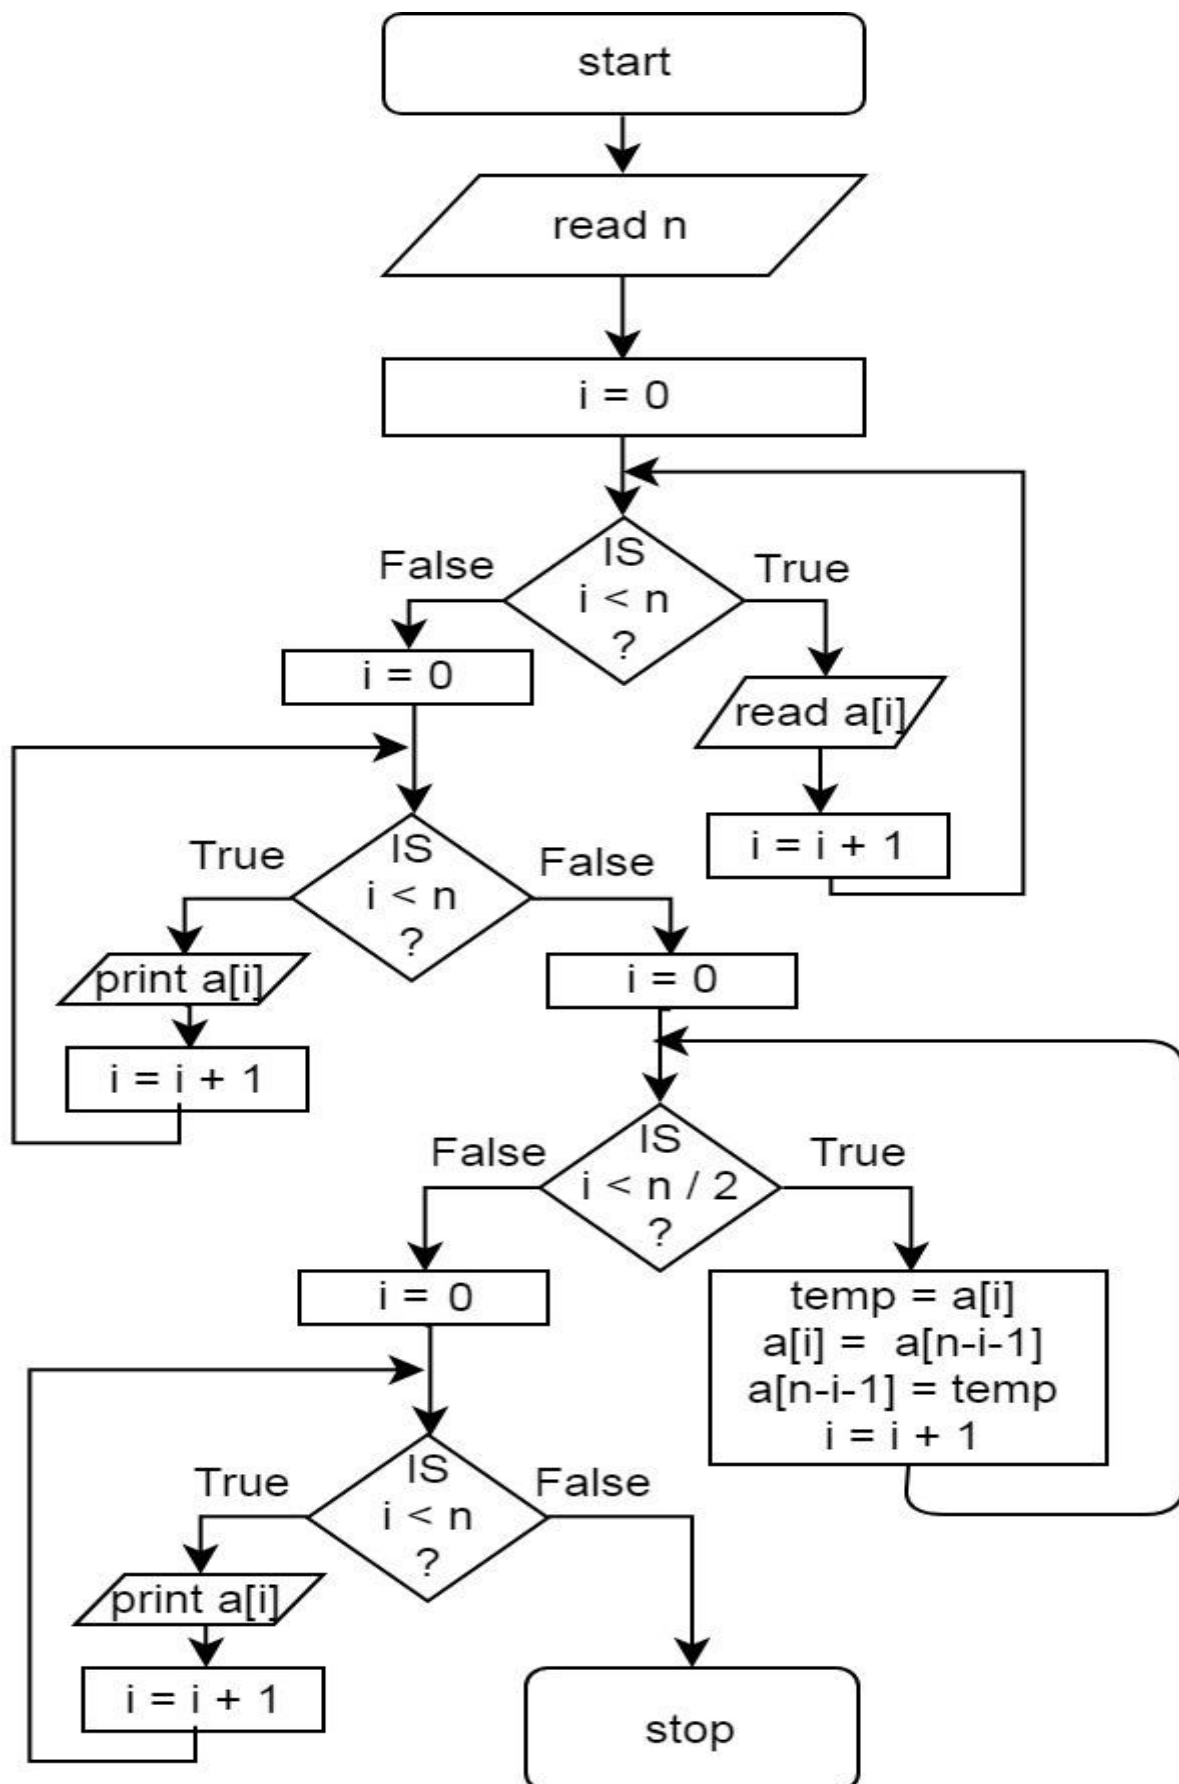 start
read n
i = 0
IS
i < n
?
False
True
i = 0
read a[i]
i = i + 1
IS
i < n
?
True
False
print a[i]
i = i + 1
i = 0
IS
i < n / 2
?
False
True
i = 0
temp = a[i]
a[i] = a[n-i-1]
a[n-i-1] = temp
i = i + 1
IS
i < n
?
True
False
print a[i]
i = i + 1
stop